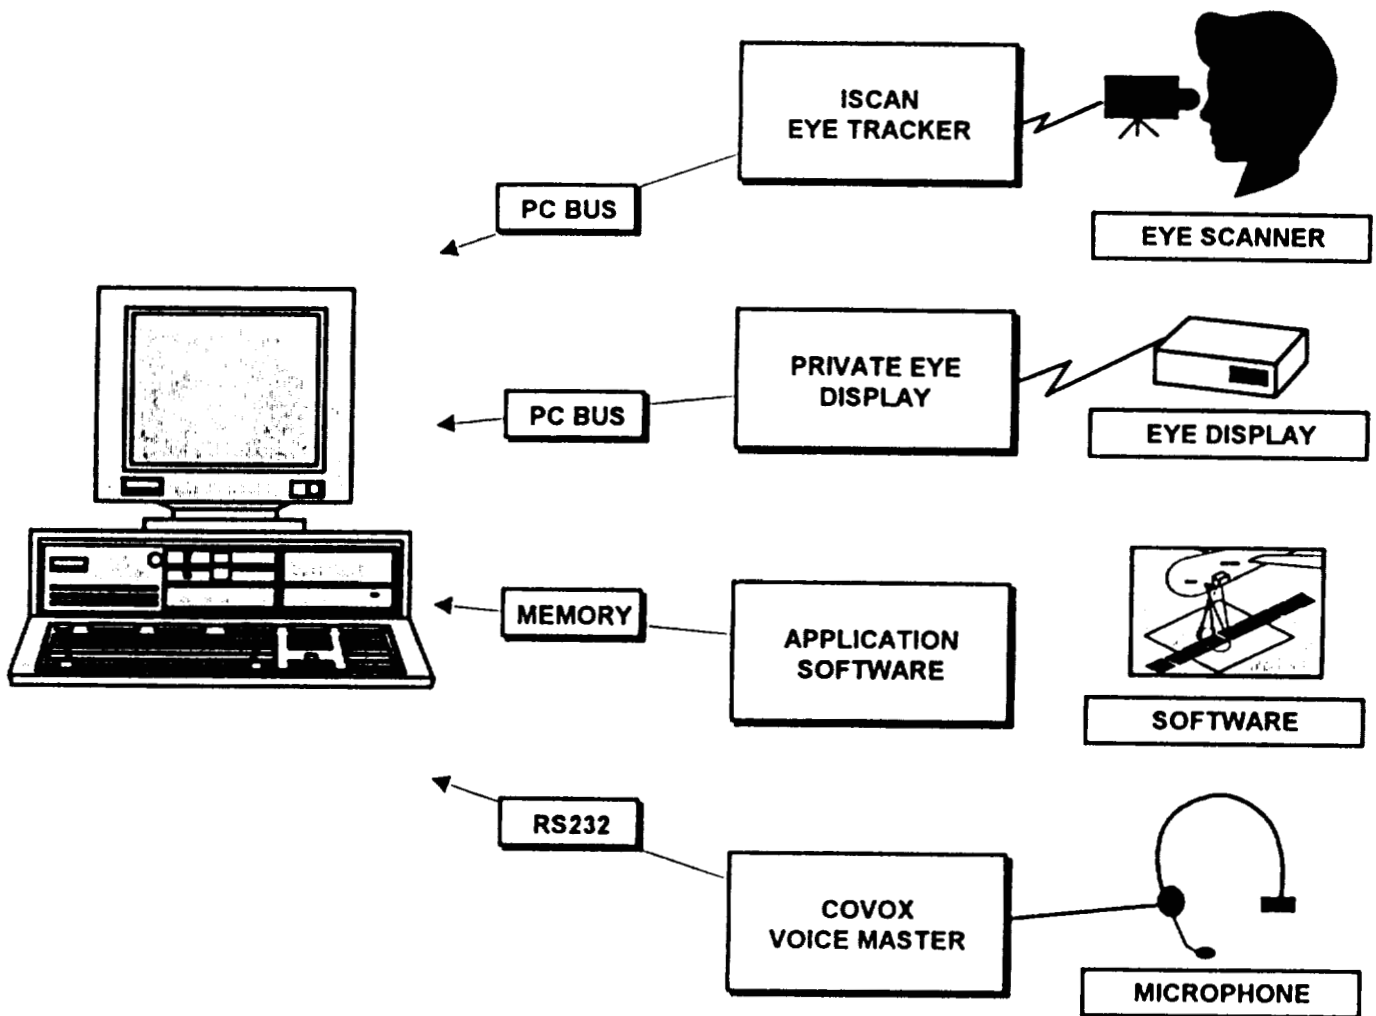 ISCAN
EYE TRACKER
PC BUS
EYE SCANNER
PRIVATE EYE
DISPLAY
PC BUS
EYE DISPLAY
MEMORY
APPLICATION
SOFTWARE
SOFTWARE
RS232
COVOX
VOICE MASTER
MICROPHONE